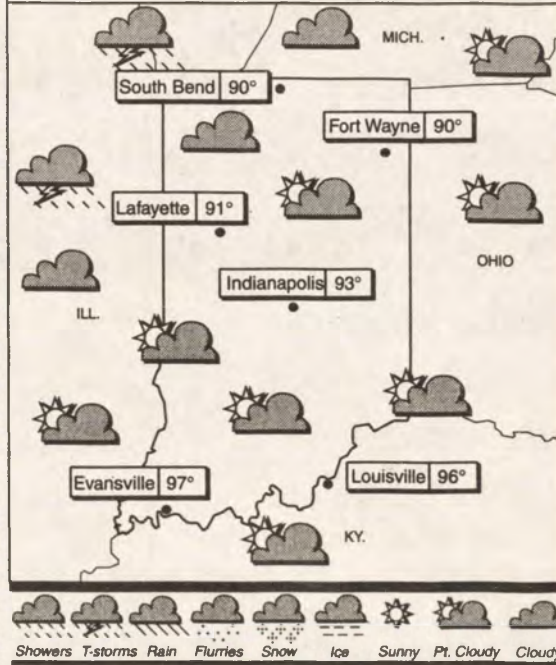 MICH.
South Bend 90°
Fort Wayne 90°
Lafayette 91°
OHIO
Indianapolis 93°
ILL.
Evansville 97°
Louisville 96°
KY.
Showers T-storms Rain Flurries Snow Ice Sunny Pt. Cloudy Cloudy